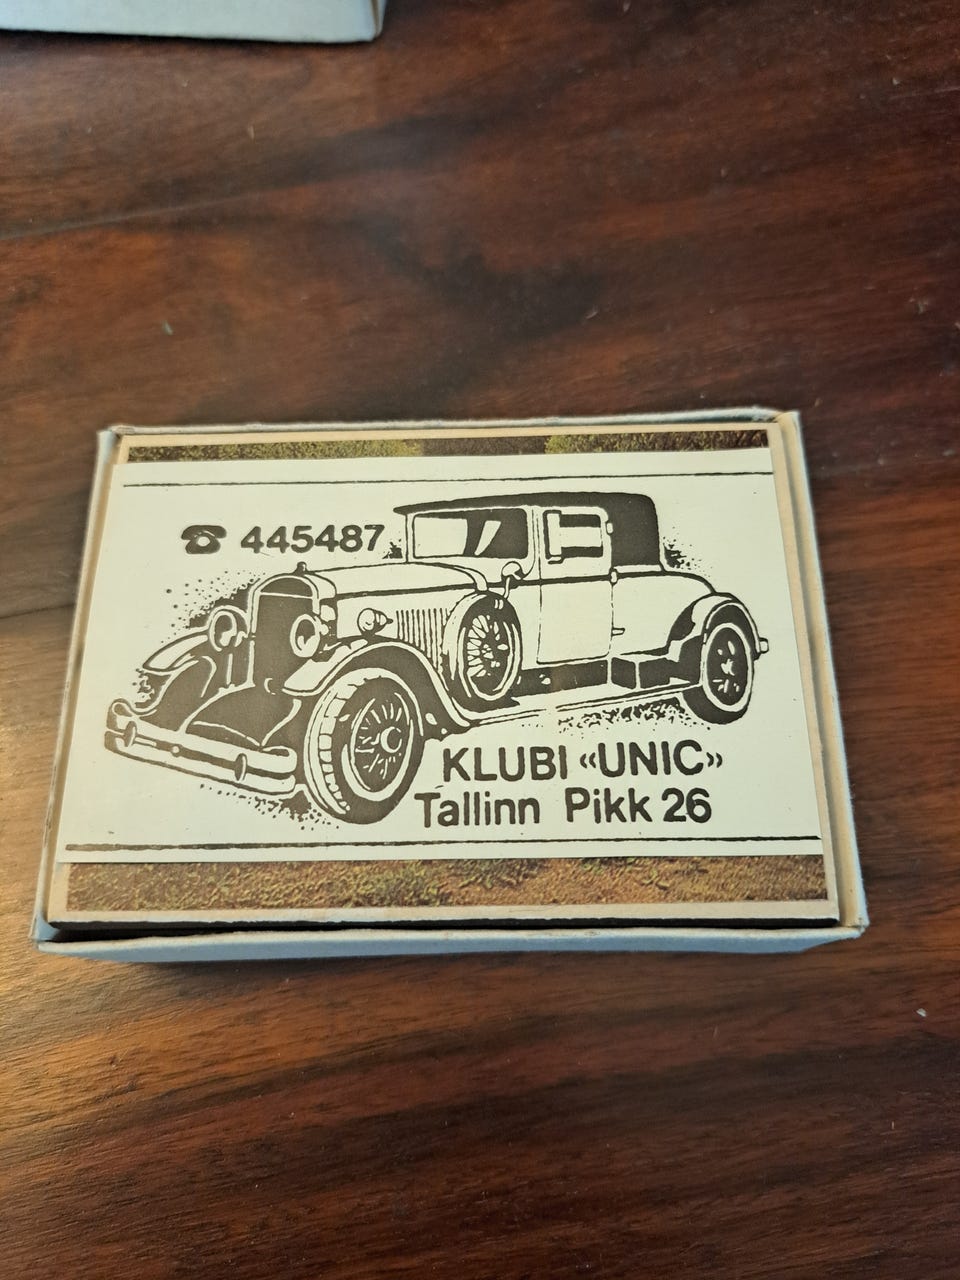 ☎ 445487
KLUBI «UNIC»
Tallinn Pikk 26